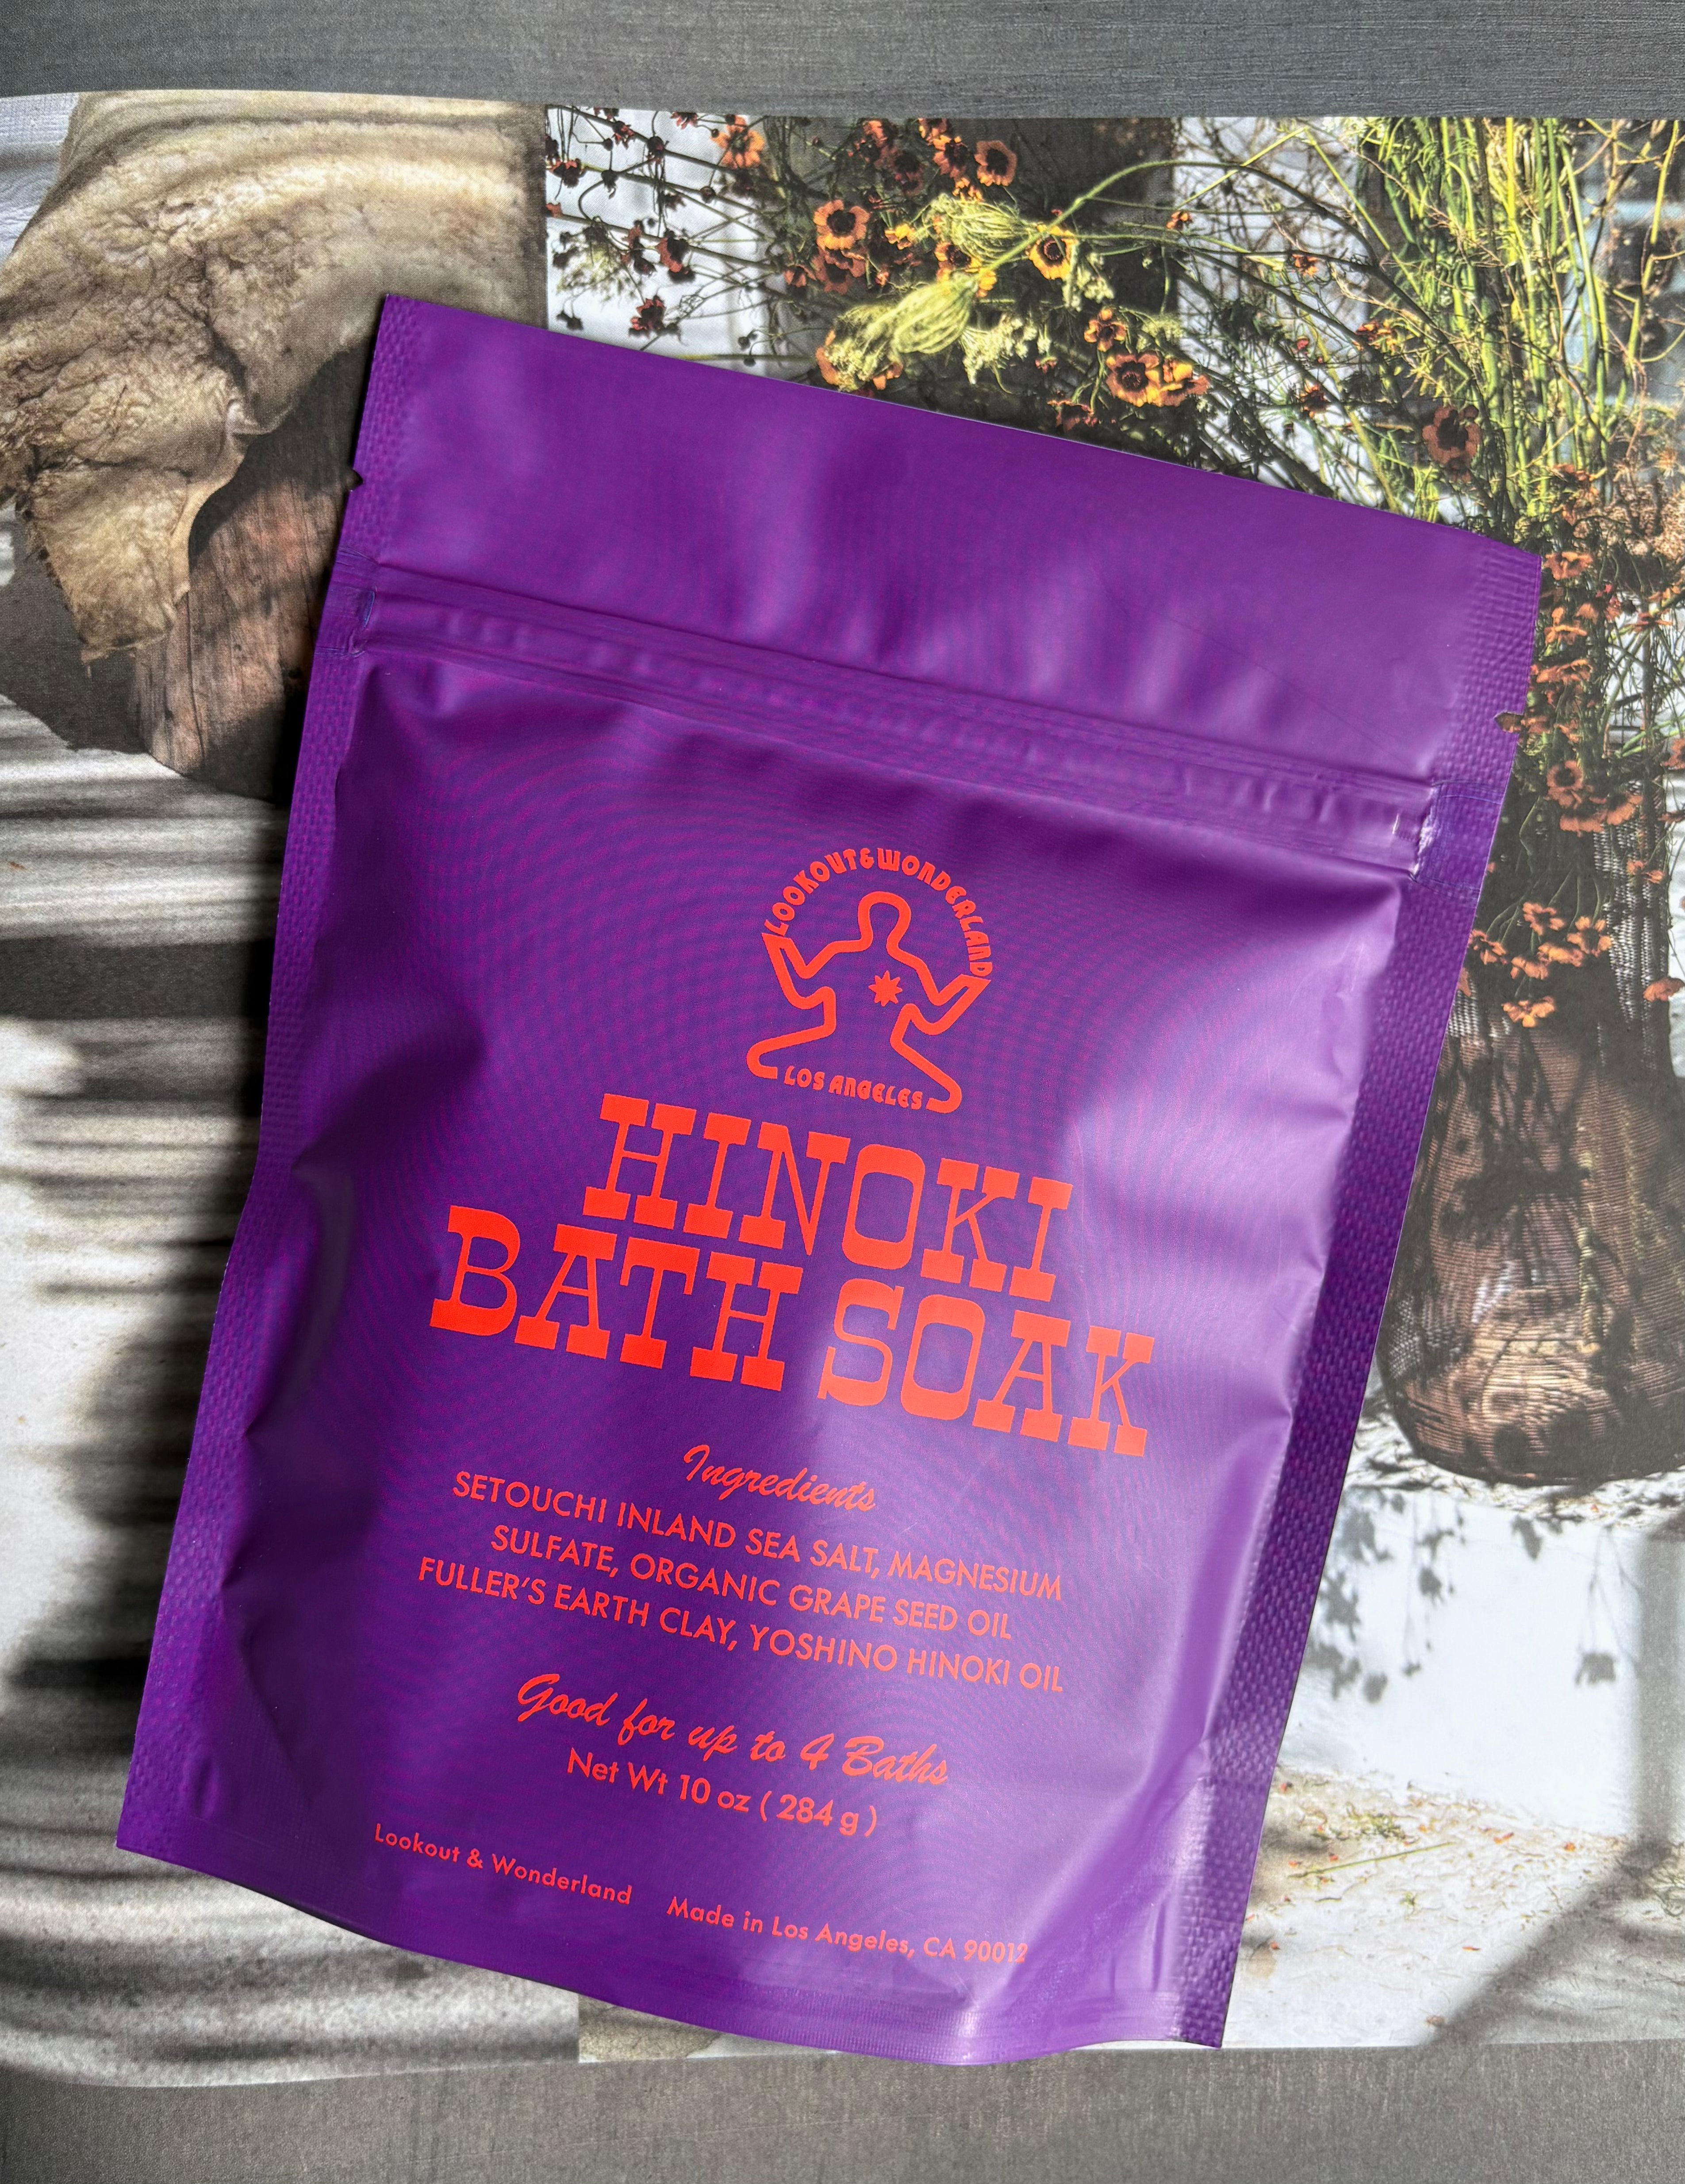 LOOKOUT & WONDERLAND
LOS ANGELES
HINOKI
BATH SOAK
Ingredients
SETOUCHI INLAND SEA SALT, MAGNESIUM
SULFATE, ORGANIC GRAPE SEED OIL
FULLER'S EARTH CLAY, YOSHINO HINOKI OIL
Good for up to 4 Baths
Net Wt 10 oz ( 284 g )
Lookout & Wonderland Made in Los Angeles, CA 90012